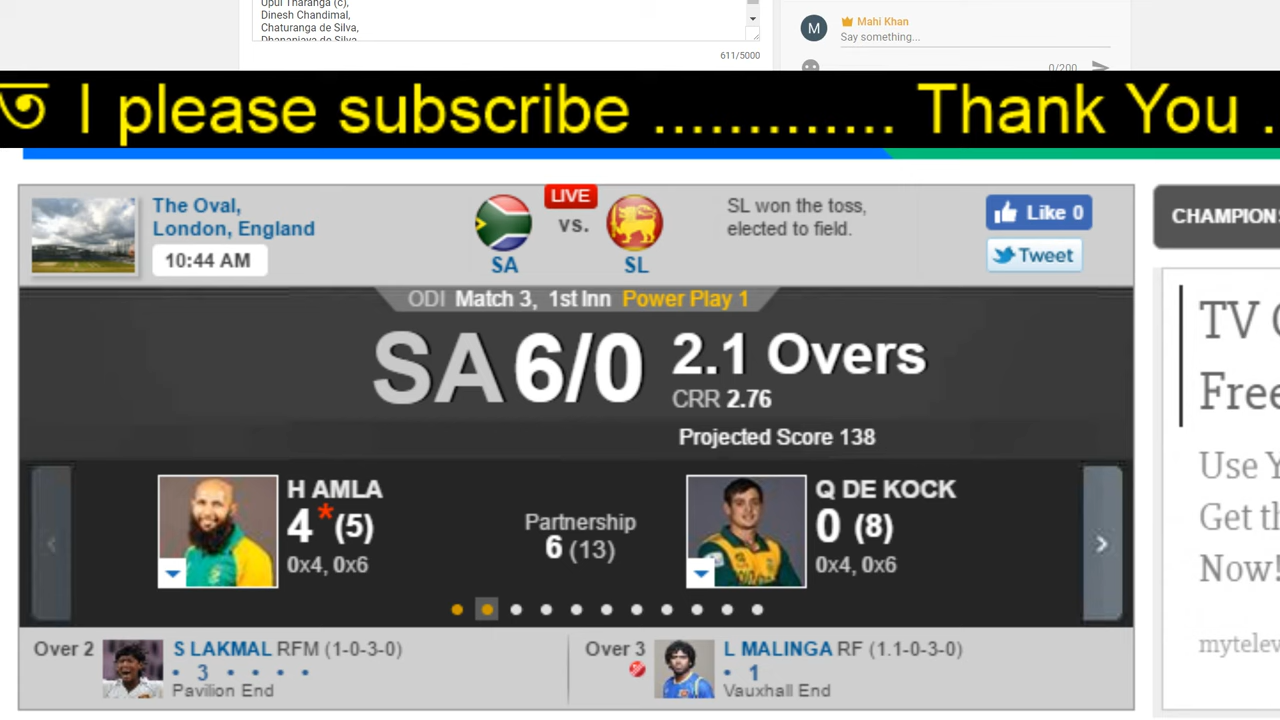 Upul Tharanga (c),
Dinesh Chandimal,
Chaturanga de Silva,
Dhananjaya de Silva
611/5000
M
Mahi Khan
Say something...
0/200
ত I please subscribe ............. Thank You .
The Oval,
London, England
10:44 AM
LIVE
vs.
SA
SL
SL won the toss,
elected to field.
Like 0
Tweet
ODI Match 3, 1st Inn Power Play 1
SA 6/0
2.1 Overs
CRR 2.76
Projected Score 138
H AMLA
4* (5)
0x4, 0x6
Partnership
6 (13)
Q DE KOCK
0 (8)
0x4, 0x6
Over 2
S LAKMAL RFM (1-0-3-0)
• 3 • • • •
Pavilion End
Over 3
L MALINGA RF (1.1-0-3-0)
• 1
Vauxhall End
CHAMPION
TV
Free
Use
Get
Now!
mytelev